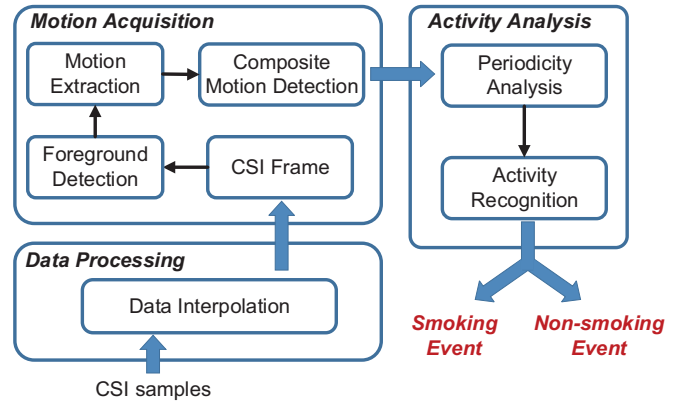 Motion Acquisition
Motion
Extraction
Composite
Motion Detection
Foreground
Detection
CSI Frame
Data Processing
Data Interpolation
CSI samples
Activity Analysis
Periodicity
Analysis
Activity
Recognition
Smoking
Event
Non-smoking
Event